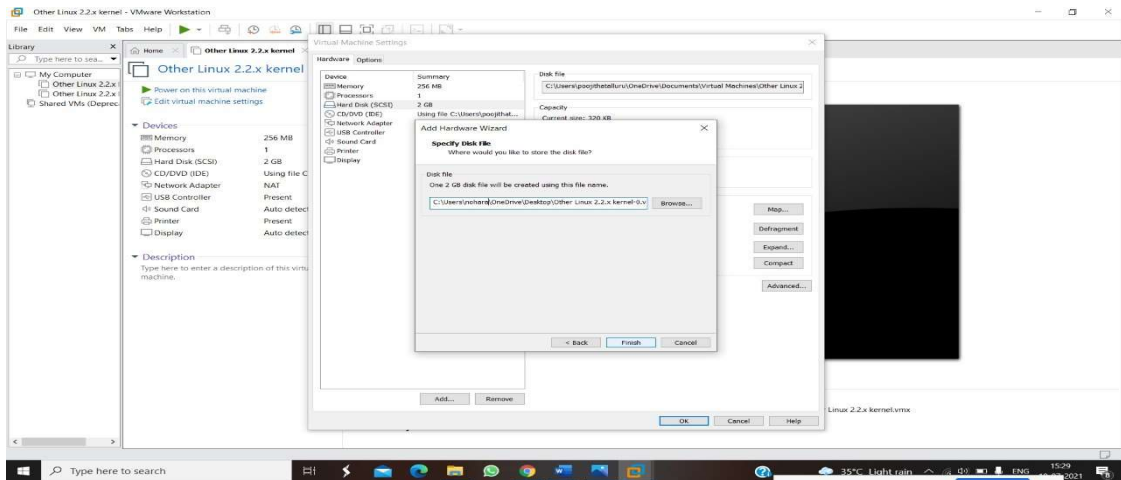 Other Linux 2.2.x kernel - VMware Workstation
File Edit View VM Tabs Help
Library
Type here to sea...
My Computer
Other Linux 2.2.x
Other Linux 2.2.x
Shared VMs (Deprec
Home
Other Linux 2.2.x kernel
Other Linux 2.2.x kernel
Power on this virtual machine
Edit virtual machine settings
Devices
Memory 256 MB
Processors 1
Hard Disk (SCSI) 2 GB
CD/DVD (IDE) Using file C
Network Adapter NAT
USB Controller Present
Sound Card Auto detect
Printer Present
Display Auto detect
Description
Type here to enter a description of this virtu
machine.
Virtual Machine Settings
Hardware Options
Device Summary
Memory 256 MB
Processors 1
Hard Disk (SCSI) 2 GB
CD/DVD (IDE) Using file C:\Users\poojithat...
Network Adapter
USB Controller
Sound Card
Printer
Display
Add... Remove
Disk file
C:\Users\poojithatalluru\OneDrive\Documents\Virtual Machines\Other Linux 2
Capacity
Current size: 320 KB
Map...
Defragment
Expand...
Compact
Advanced...
Add Hardware Wizard
Specify Disk File
Where would you like to store the disk file?
Disk file
One 2 GB disk file will be created using this file name.
C:\Users\nohara\OneDrive\Desktop\Other Linux 2.2.x kernel-0.v
Browse...
< Back Finish Cancel
OK Cancel Help
Linux 2.2.x kernel.vmx
Type here to search
35°C Light rain
ENG
15:29